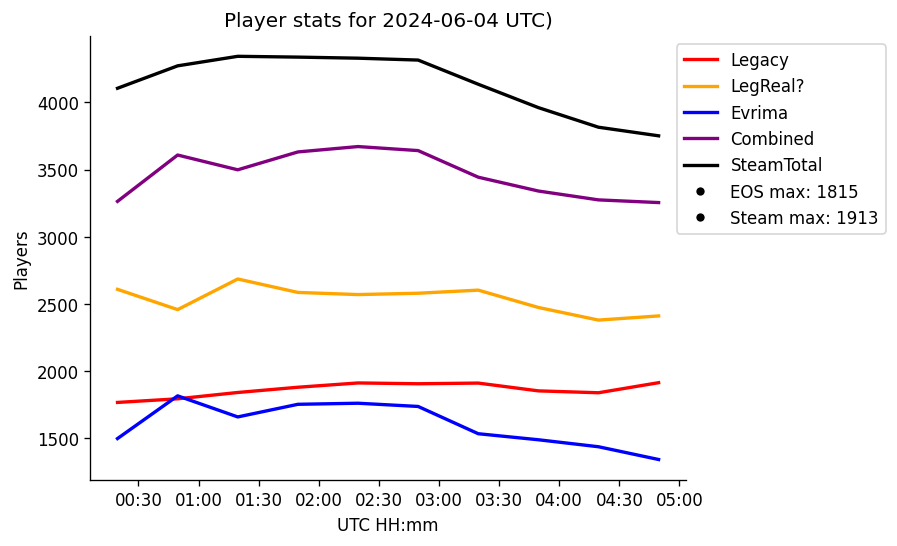 Player stats for 2024-06-04 UTC)
Legacy
LegReal?
Evrima
Combined
SteamTotal
EOS max: 1815
Steam max: 1913
Players
4000
3500
3000
2500
2000
1500
00:30 01:00 01:30 02:00 02:30 03:00 03:30 04:00 04:30 05:00
UTC HH:mm